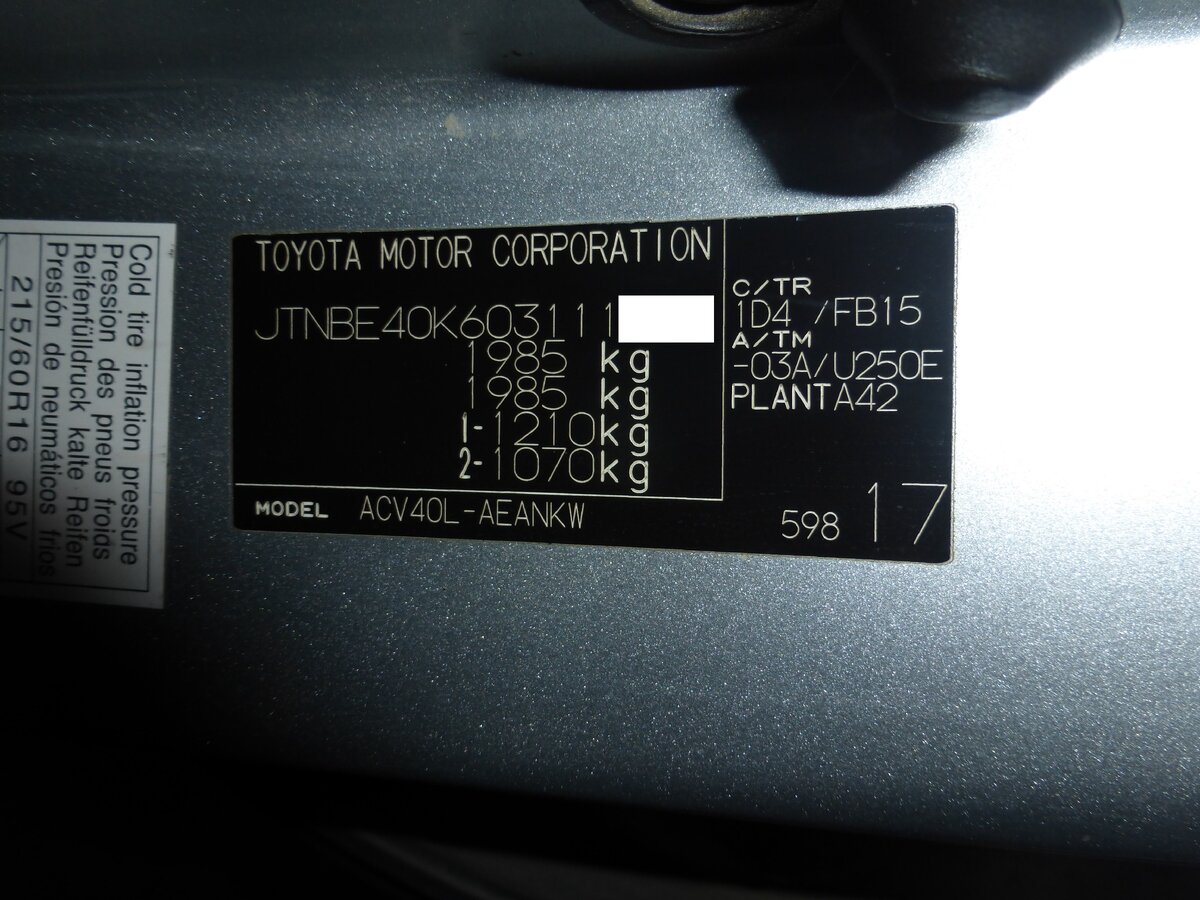 Cold tire inflation pressure
Pression des pneus froids
Reifenfülldruck kalte Reifen
Presión de neumáticos frios
215/60R16 95V
TOYOTA MOTOR CORPORATION
JTNBE40K603111
1985 kg
1985 kg
1-1210kg
2-1070kg
MODEL ACV40L-AEANKW
C/TR
1D4 /FB15
A/TM
-03A/U250E
PLANTA42
598 17